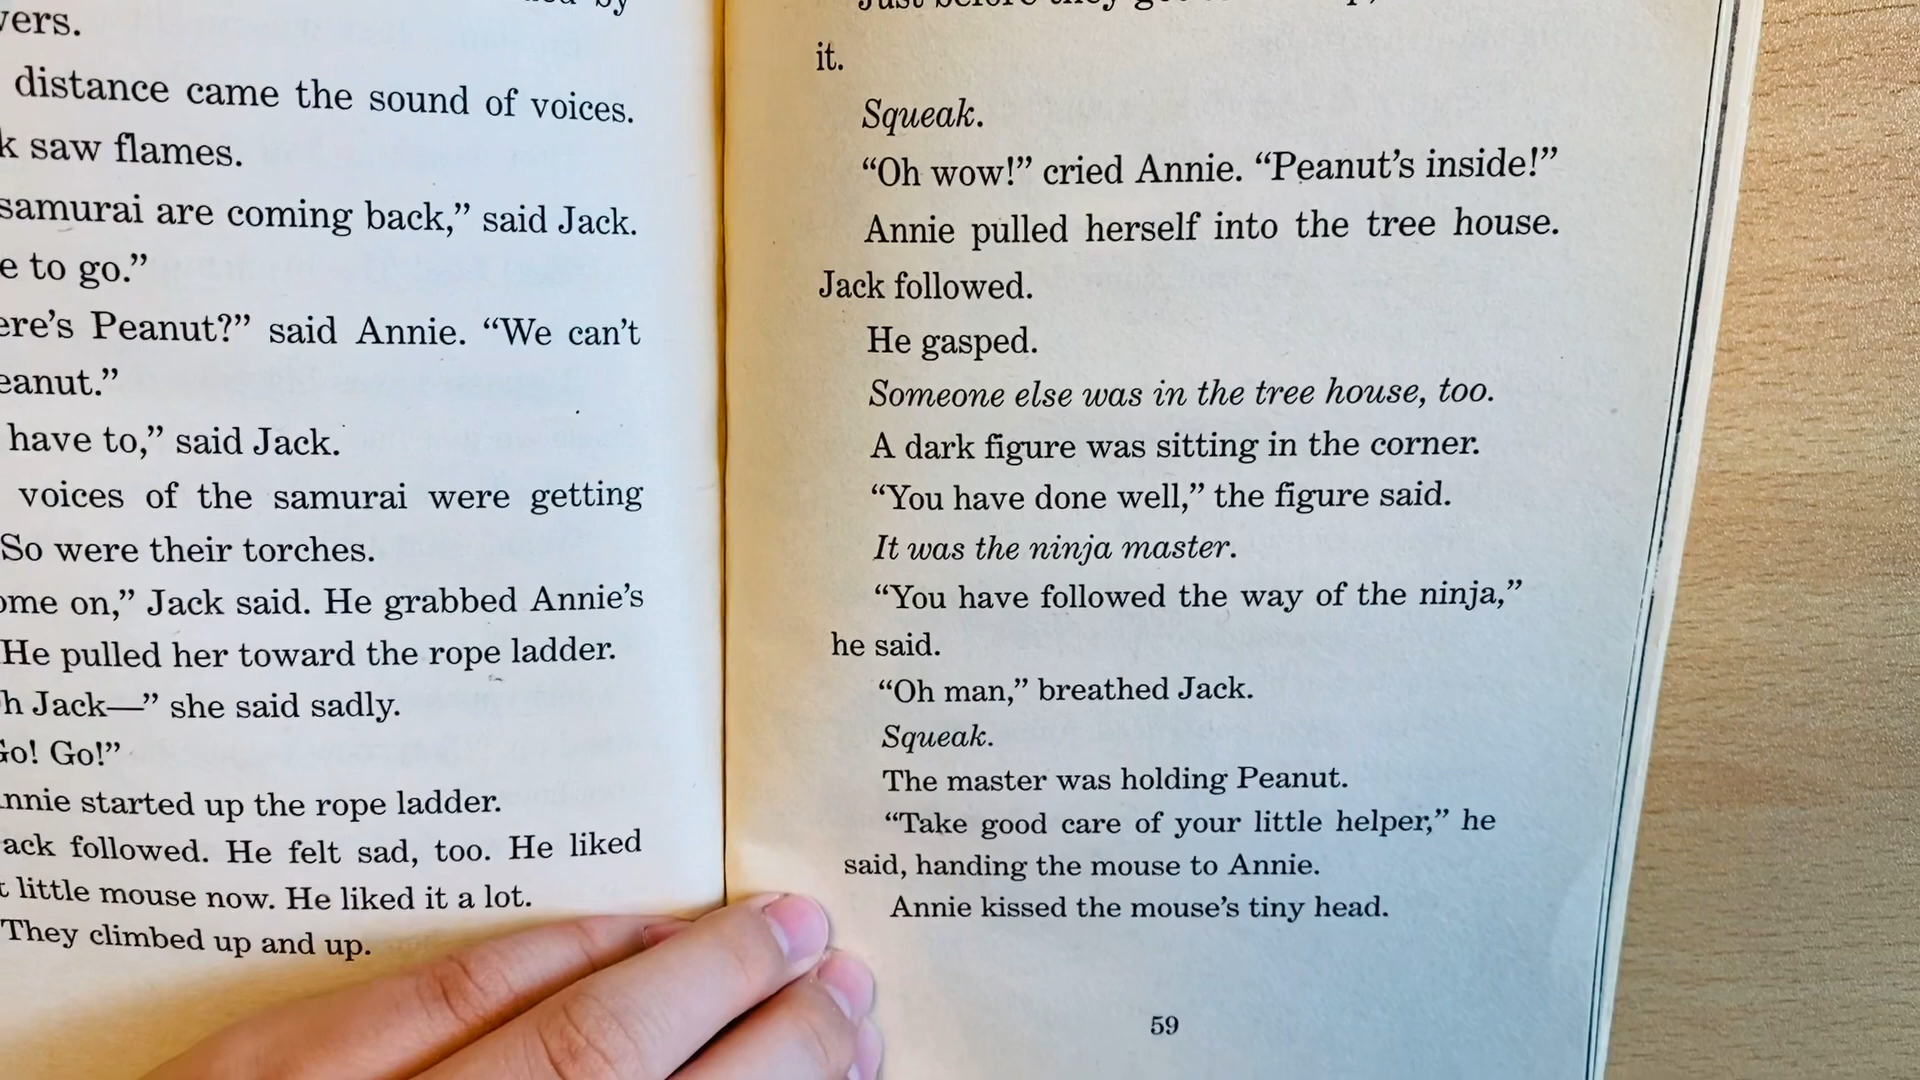 distance came the sound of voices.
saw flames.
samurai are coming back,” said Jack.
to go.”
Peanut?” said Annie. “We can’t
have to,” said Jack.
voices of the samurai were getting
So were their torches.
on,” Jack said. He grabbed Annie’s
He pulled her toward the rope ladder.
Jack—” she said sadly.
Go! Go!”
started up the rope ladder.
followed. He felt sad, too. He liked
little mouse now. He liked it a lot.
They climbed up and up.
it.
Squeak.
“Oh wow!” cried Annie. “Peanut’s inside!”
Annie pulled herself into the tree house.
Jack followed.
He gasped.
Someone else was in the tree house, too.
A dark figure was sitting in the corner.
“You have done well,” the figure said.
It was the ninja master.
“You have followed the way of the ninja,”
he said.
“Oh man,” breathed Jack.
Squeak.
The master was holding Peanut.
“Take good care of your little helper,” he
said, handing the mouse to Annie.
Annie kissed the mouse’s tiny head.
59